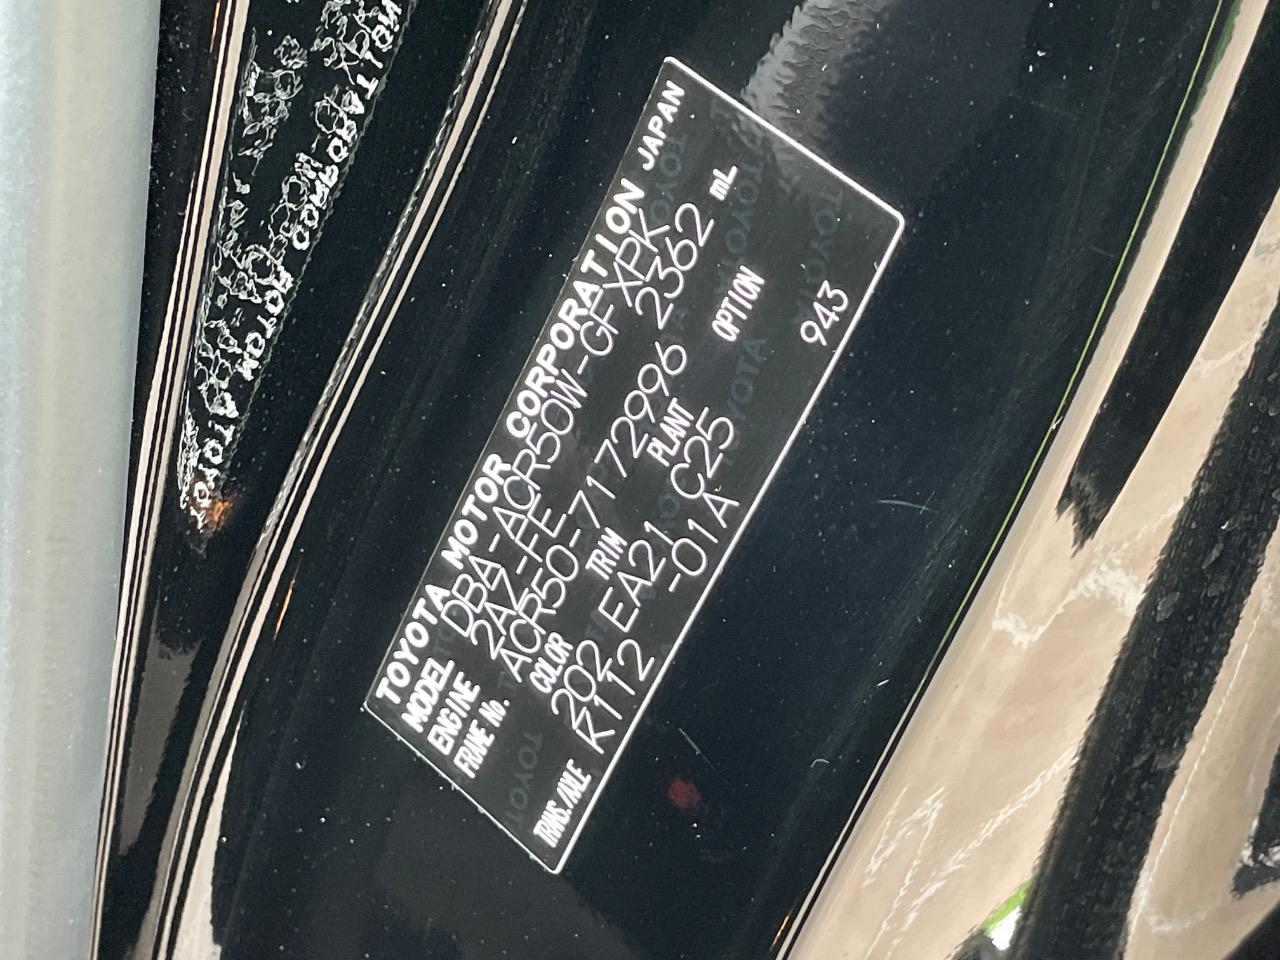 TOYOTA MOTOR CORPORATION JAPAN
MODEL DBA-ACR50W-GFXPK
ENGINE 2AZ-FE 2362 mL
FRAME No. ACR50-7172996
COLOR TRIM PLANT OPTION
202 EA21 C25
TRANS./AXLE K112 -01A 943